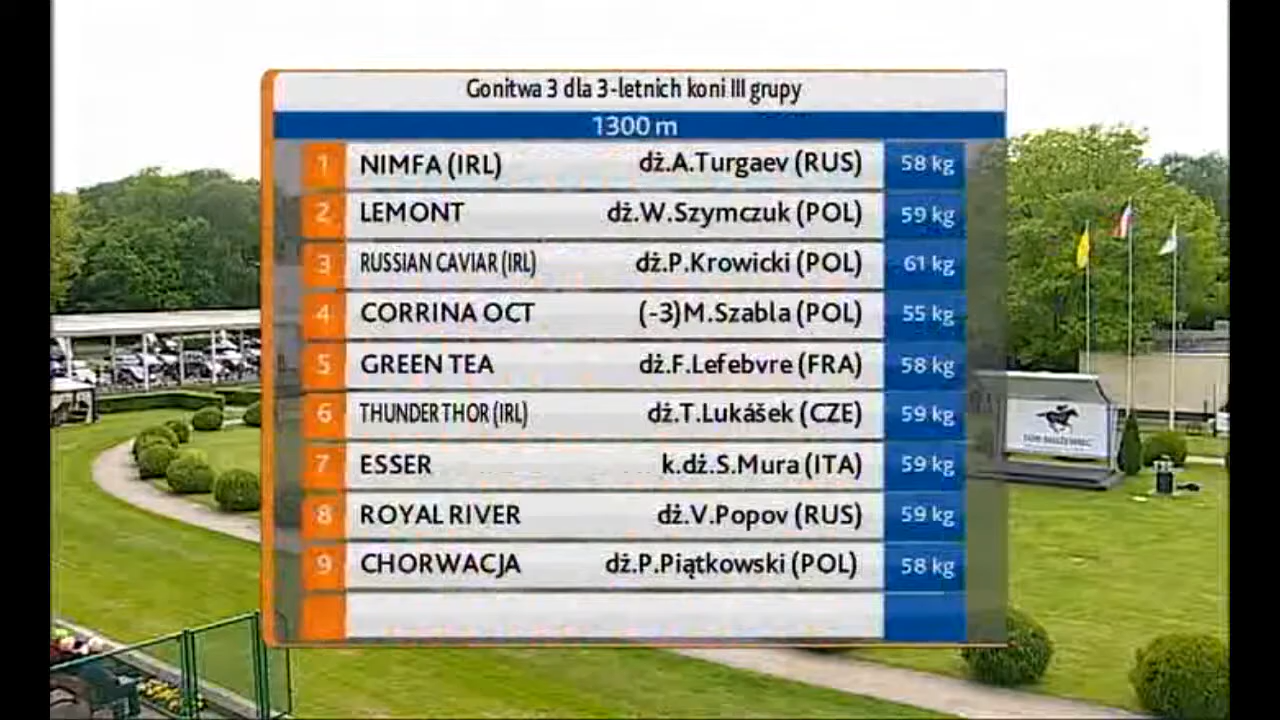 Gonitwa 3 dla 3-letnich koni III grupy
1300 m
1 NIMFA (IRL) dż.A.Turgaev (RUS) 58 kg
2 LEMONT dż.W.Szymczuk (POL) 59 kg
3 RUSSIAN CAVIAR (IRL) dż.P.Krowicki (POL) 61 kg
4 CORRINA OCT (-3)M.Szabla (POL) 55 kg
5 GREEN TEA dż.F.Lefebvre (FRA) 58 kg
6 THUNDER THOR (IRL) dż.T.Lukášek (CZE) 59 kg
7 ESSER k.dż.S.Mura (ITA) 59 kg
8 ROYAL RIVER dż.V.Popov (RUS) 59 kg
9 CHORWACJA dż.P.Piątkowski (POL) 58 kg